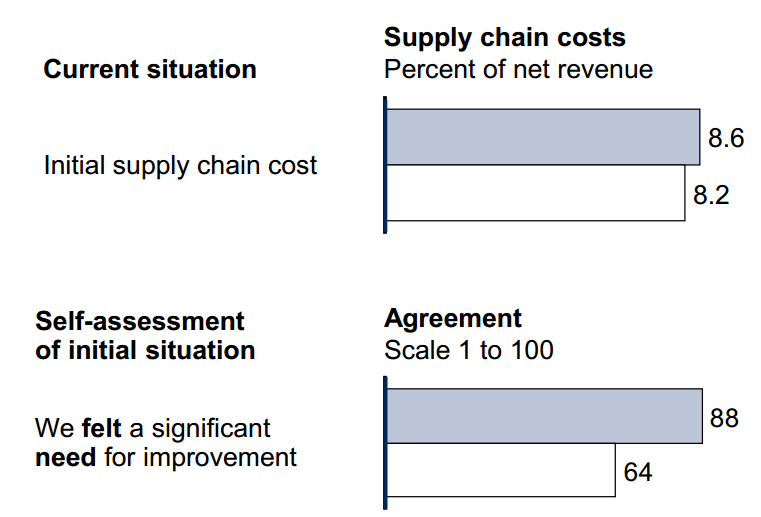 Current situation
Supply chain costs
Percent of net revenue
Initial supply chain cost
8.6
8.2
Self-assessment
of initial situation
Agreement
Scale 1 to 100
We felt a significant
need for improvement
88
64